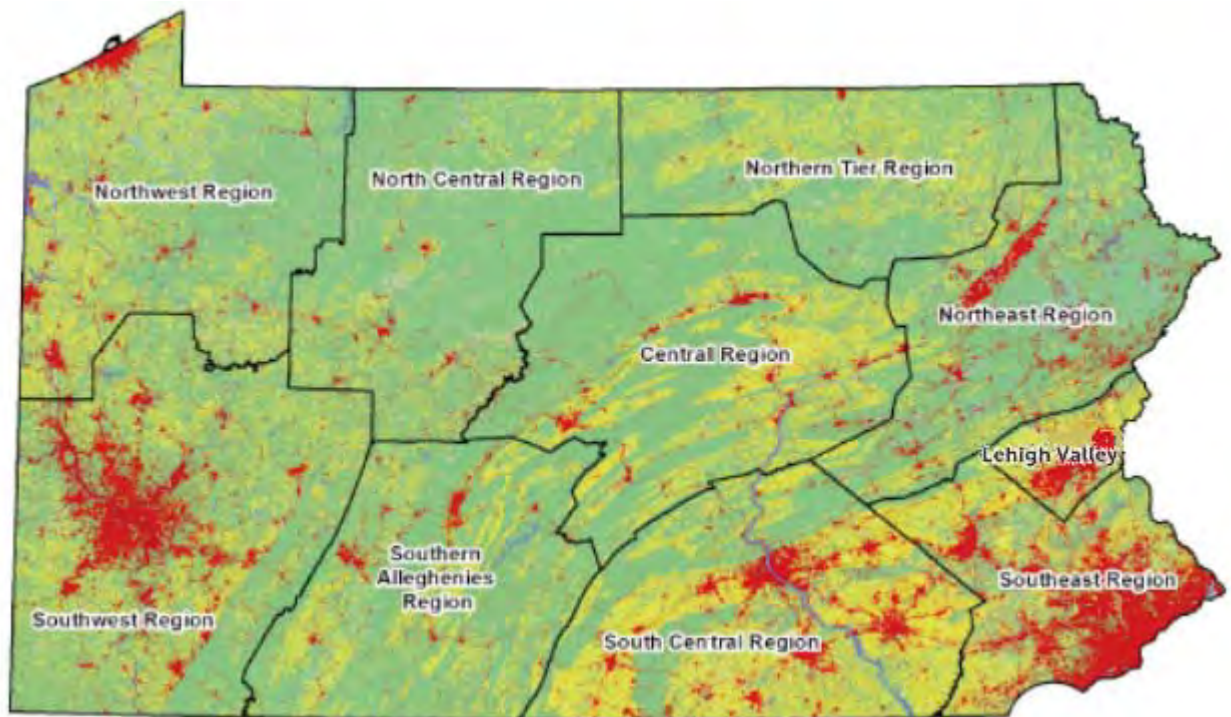 Northwest Region
North Central Region
Northern Tier Region
Northeast Region
Central Region
Lehigh Valley
Southern
Alleghenies
Region
Southeast Region
Southwest Region
South Central Region